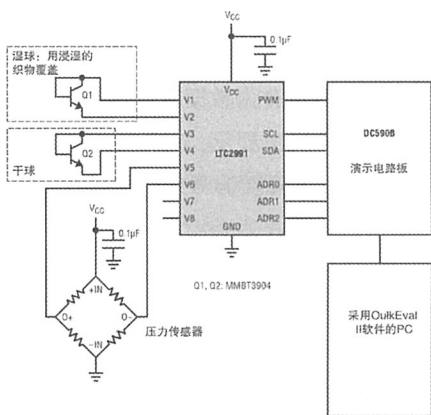 VCC
0.1μF
湿球：用浸湿的
织物覆盖
Q1
VCC
V1
PWM
V2
V3
SCL
干球
Q2
V4
LTC2991
SDA
V5
V6
ADR0
V7
ADR1
V8
ADR2
GND
DC590B
演示电路板
VCC
0.1μF
+IN
O+
O-
-IN
压力传感器
Q1, Q2: MMBT3904
采用QuikEval
II软件的PC